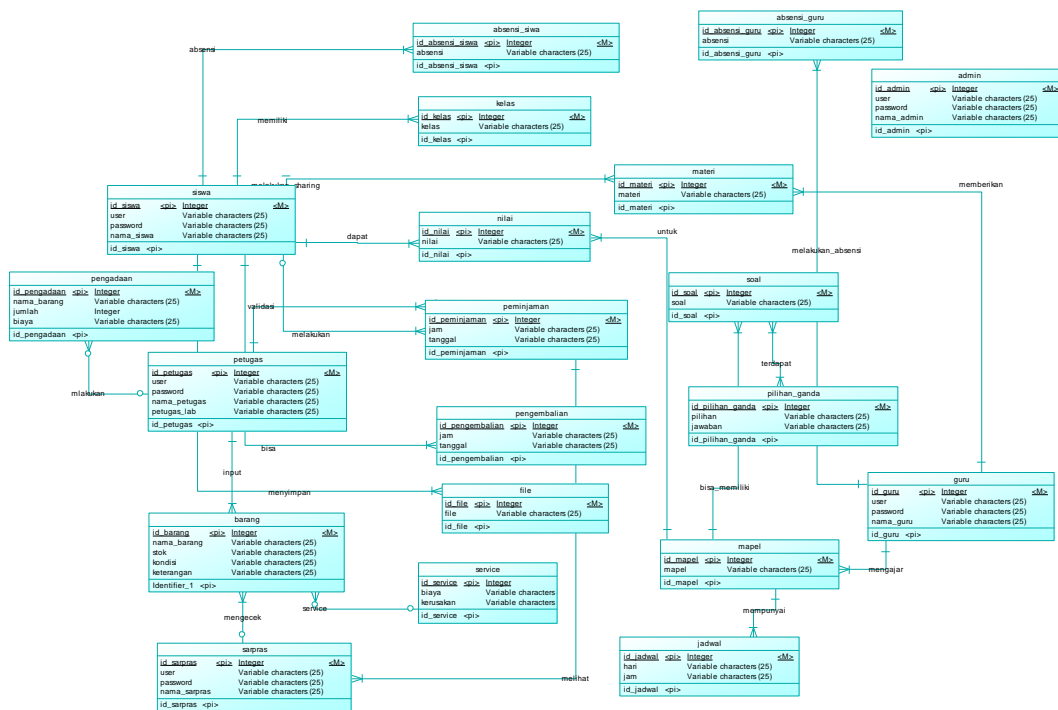 absensi_siwa
id_absensi_siswa <pi> Integer <M>
absensi Variable characters (25)
id_absensi_siswa <pi>
absensi_guru
id_absensi_guru <pi> Integer <M>
absensi Variable characters (25)
id_absensi_guru <pi>
absensi
admin
id_admin <pi> Integer <M>
user Variable characters (25)
password Variable characters (25)
nama_admin Variable characters (25)
id_admin <pi>
kelas
id_kelas <pi> Integer <M>
kelas Variable characters (25)
id_kelas <pi>
memiliki
materi
id_materi <pi> Integer <M>
materi Variable characters (25)
id_materi <pi>
memberikan
melakukan_sharing
siswa
id_siswa <pi> Integer <M>
user Variable characters (25)
password Variable characters (25)
nama_siswa Variable characters (25)
id_siswa <pi>
nilai
id_nilai <pi> Integer <M>
nilai Variable characters (25)
id_nilai <pi>
dapat
untuk
melakukan_absensi
pengadaan
id_pengadaan <pi> Integer <M>
nama_barang Variable characters (25)
jumlah Integer
biaya Variable characters (25)
id_pengadaan <pi>
soal
id_soal <pi> Integer <M>
soal Variable characters (25)
id_soal <pi>
peminjaman
id_peminjaman <pi> Integer <M>
jam Variable characters (25)
tanggal Variable characters (25)
id_peminjaman <pi>
validasi
melakukan
petugas
id_petugas <pi> Integer <M>
user Variable characters (25)
password Variable characters (25)
nama_petugas Variable characters (25)
petugas_lab Variable characters (25)
id_petugas <pi>
mlakukan
terdapat
pilihan_ganda
id_pilihan_ganda <pi> Integer <M>
pilihan Variable characters (25)
jawaban Variable characters (25)
id_pilihan_ganda <pi>
pengembalian
id_pengembalian <pi> Integer <M>
jam Variable characters (25)
tanggal Variable characters (25)
id_pengembalian <pi>
bisa
input
menyimpan
file
id_file <pi> Integer <M>
file Variable characters (25)
id_file <pi>
bisa_memiliki
guru
id_guru <pi> Integer <M>
user Variable characters (25)
password Variable characters (25)
nama_guru Variable characters (25)
id_guru <pi>
barang
id_barang <pi> Integer <M>
nama_barang Variable characters (25)
stok Variable characters (25)
kondisi Variable characters (25)
keterangan Variable characters (25)
Identifier_1 <pi>
mapel
id_mapel <pi> Integer <M>
mapel Variable characters (25)
id_mapel <pi>
mengajar
service
id_service <pi> Integer
biaya Variable characters
kerusakan Variable characters
id_service <pi>
service
mengecek
mempunyai
sarpras
id_sarpras <pi> Integer <M>
user Variable characters (25)
password Variable characters (25)
nama_sarpras Variable characters (25)
id_sarpras <pi>
melihat
jadwal
id_jadwal <pi> Integer <M>
hari Variable characters (25)
jam Variable characters (25)
id_jadwal <pi>